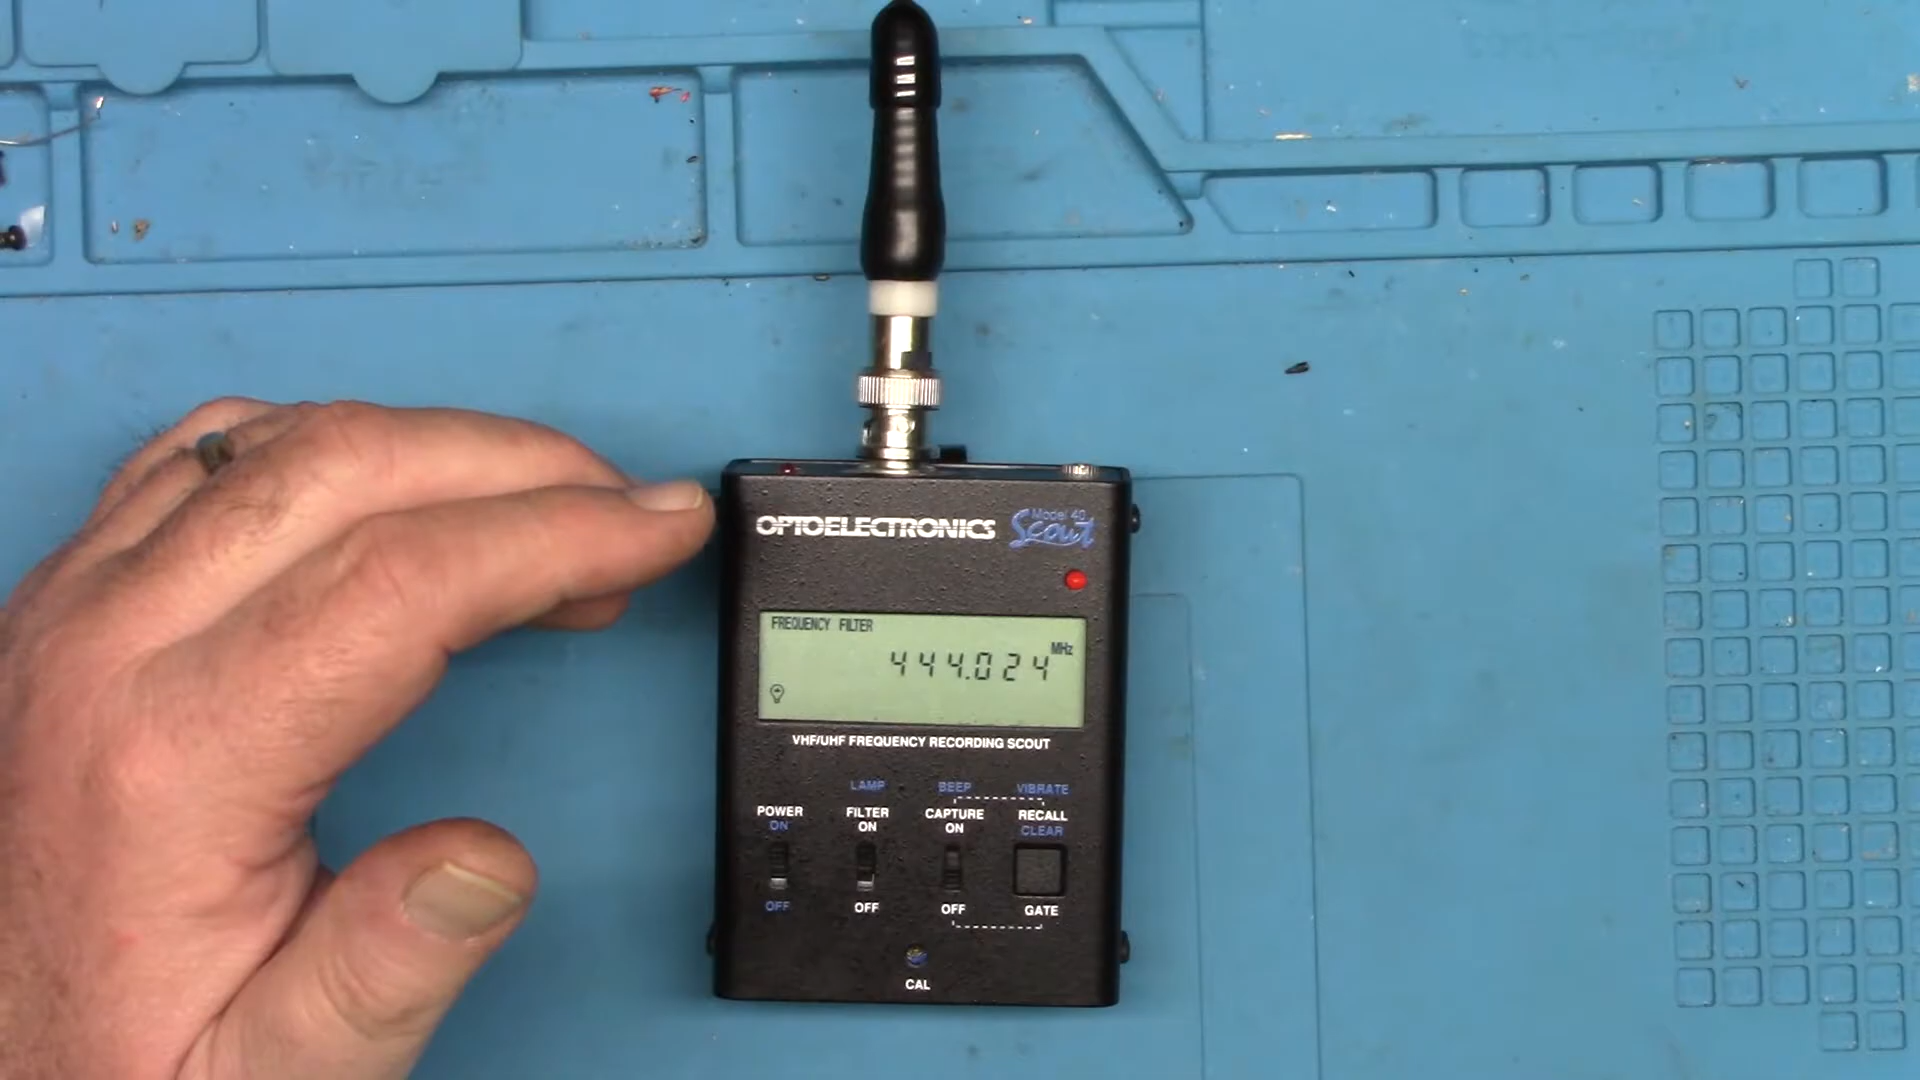 OPTOELECTRONICS
Model 40
Scout
FREQUENCY FILTER
MHz
444.024
VHF/UHF FREQUENCY RECORDING SCOUT
LAMP BEEP VIBRATE
POWER FILTER CAPTURE RECALL
ON ON ON CLEAR
OFF OFF OFF GATE
CAL